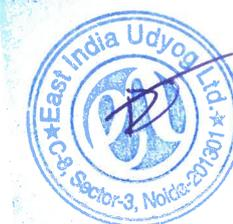 East India Udyog Ltd.
C-8, Sector-3, Noida-201301